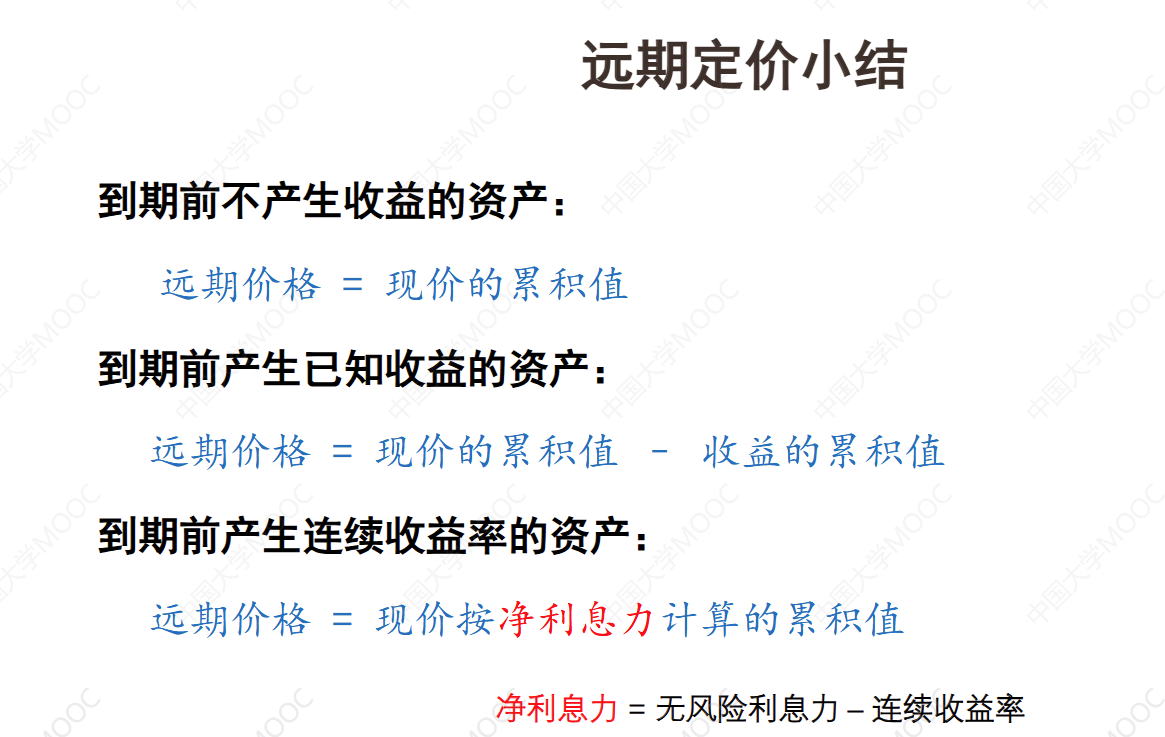 远期定价小结
到期前不产生收益的资产：
远期价格 = 现价的累积值
到期前产生已知收益的资产：
远期价格 = 现价的累积值 - 收益的累积值
到期前产生连续收益率的资产：
远期价格 = 现价按净利息力计算的累积值
净利息力 = 无风险利息力 – 连续收益率
中国大学MOOC